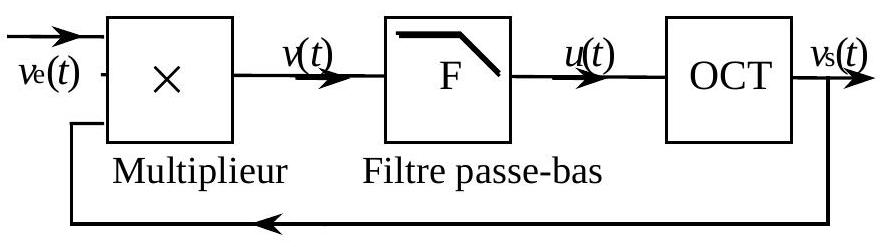 ve(t)
×
v(t)
F
u(t)
OCT
vs(t)
Multiplieur
Filtre passe-bas